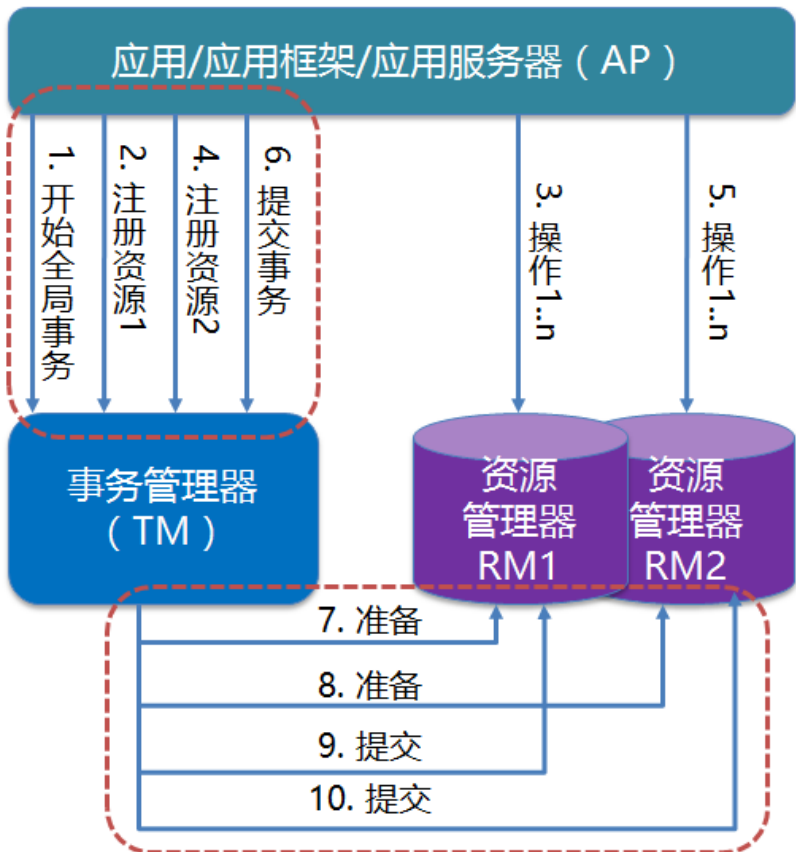 应用/应用框架/应用服务器（AP）
1. 开始全局事务
2. 注册资源1
4. 注册资源2
6. 提交事务
3. 操作1..n
5. 操作1..n
事务管理器
（TM）
资源
管理器
RM1
资源
管理器
RM2
7. 准备
8. 准备
9. 提交
10. 提交